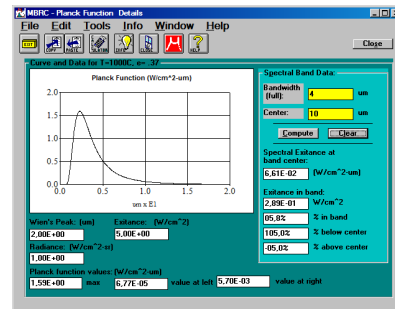 MBRC - Planck Function Details
File Edit Tools Info Window Help
EXIT COPY PASTE INFO CLOSE HELP
Close
Curve and Data for T=1000C, e= .37
Planck Function (W/cm^2-um)
2.0
1.5
1.0
0.5
0.0
0.0 0.5 1.0 1.5 2.0
um x E1
Wien's Peak: (um) Exitance: (W/cm^2)
2,00E+00 5,00E+00
Radiance: (W/cm^2-sr)
1,00E+00
Planck function values: (W/cm^2-um)
1.59E+00 max 6,77E-05 value at left 5,70E-03 value at right
Spectral Band Data:
Bandwidth (full): 4 um
Center: 10 um
Compute Clear
Spectral Exitance at
band center:
6,61E-02 (W/cm^2-um)
Exitance in band:
2,89E-01 W/cm^2
05,8% % in band
105,0% % below center
-05,0% % above center